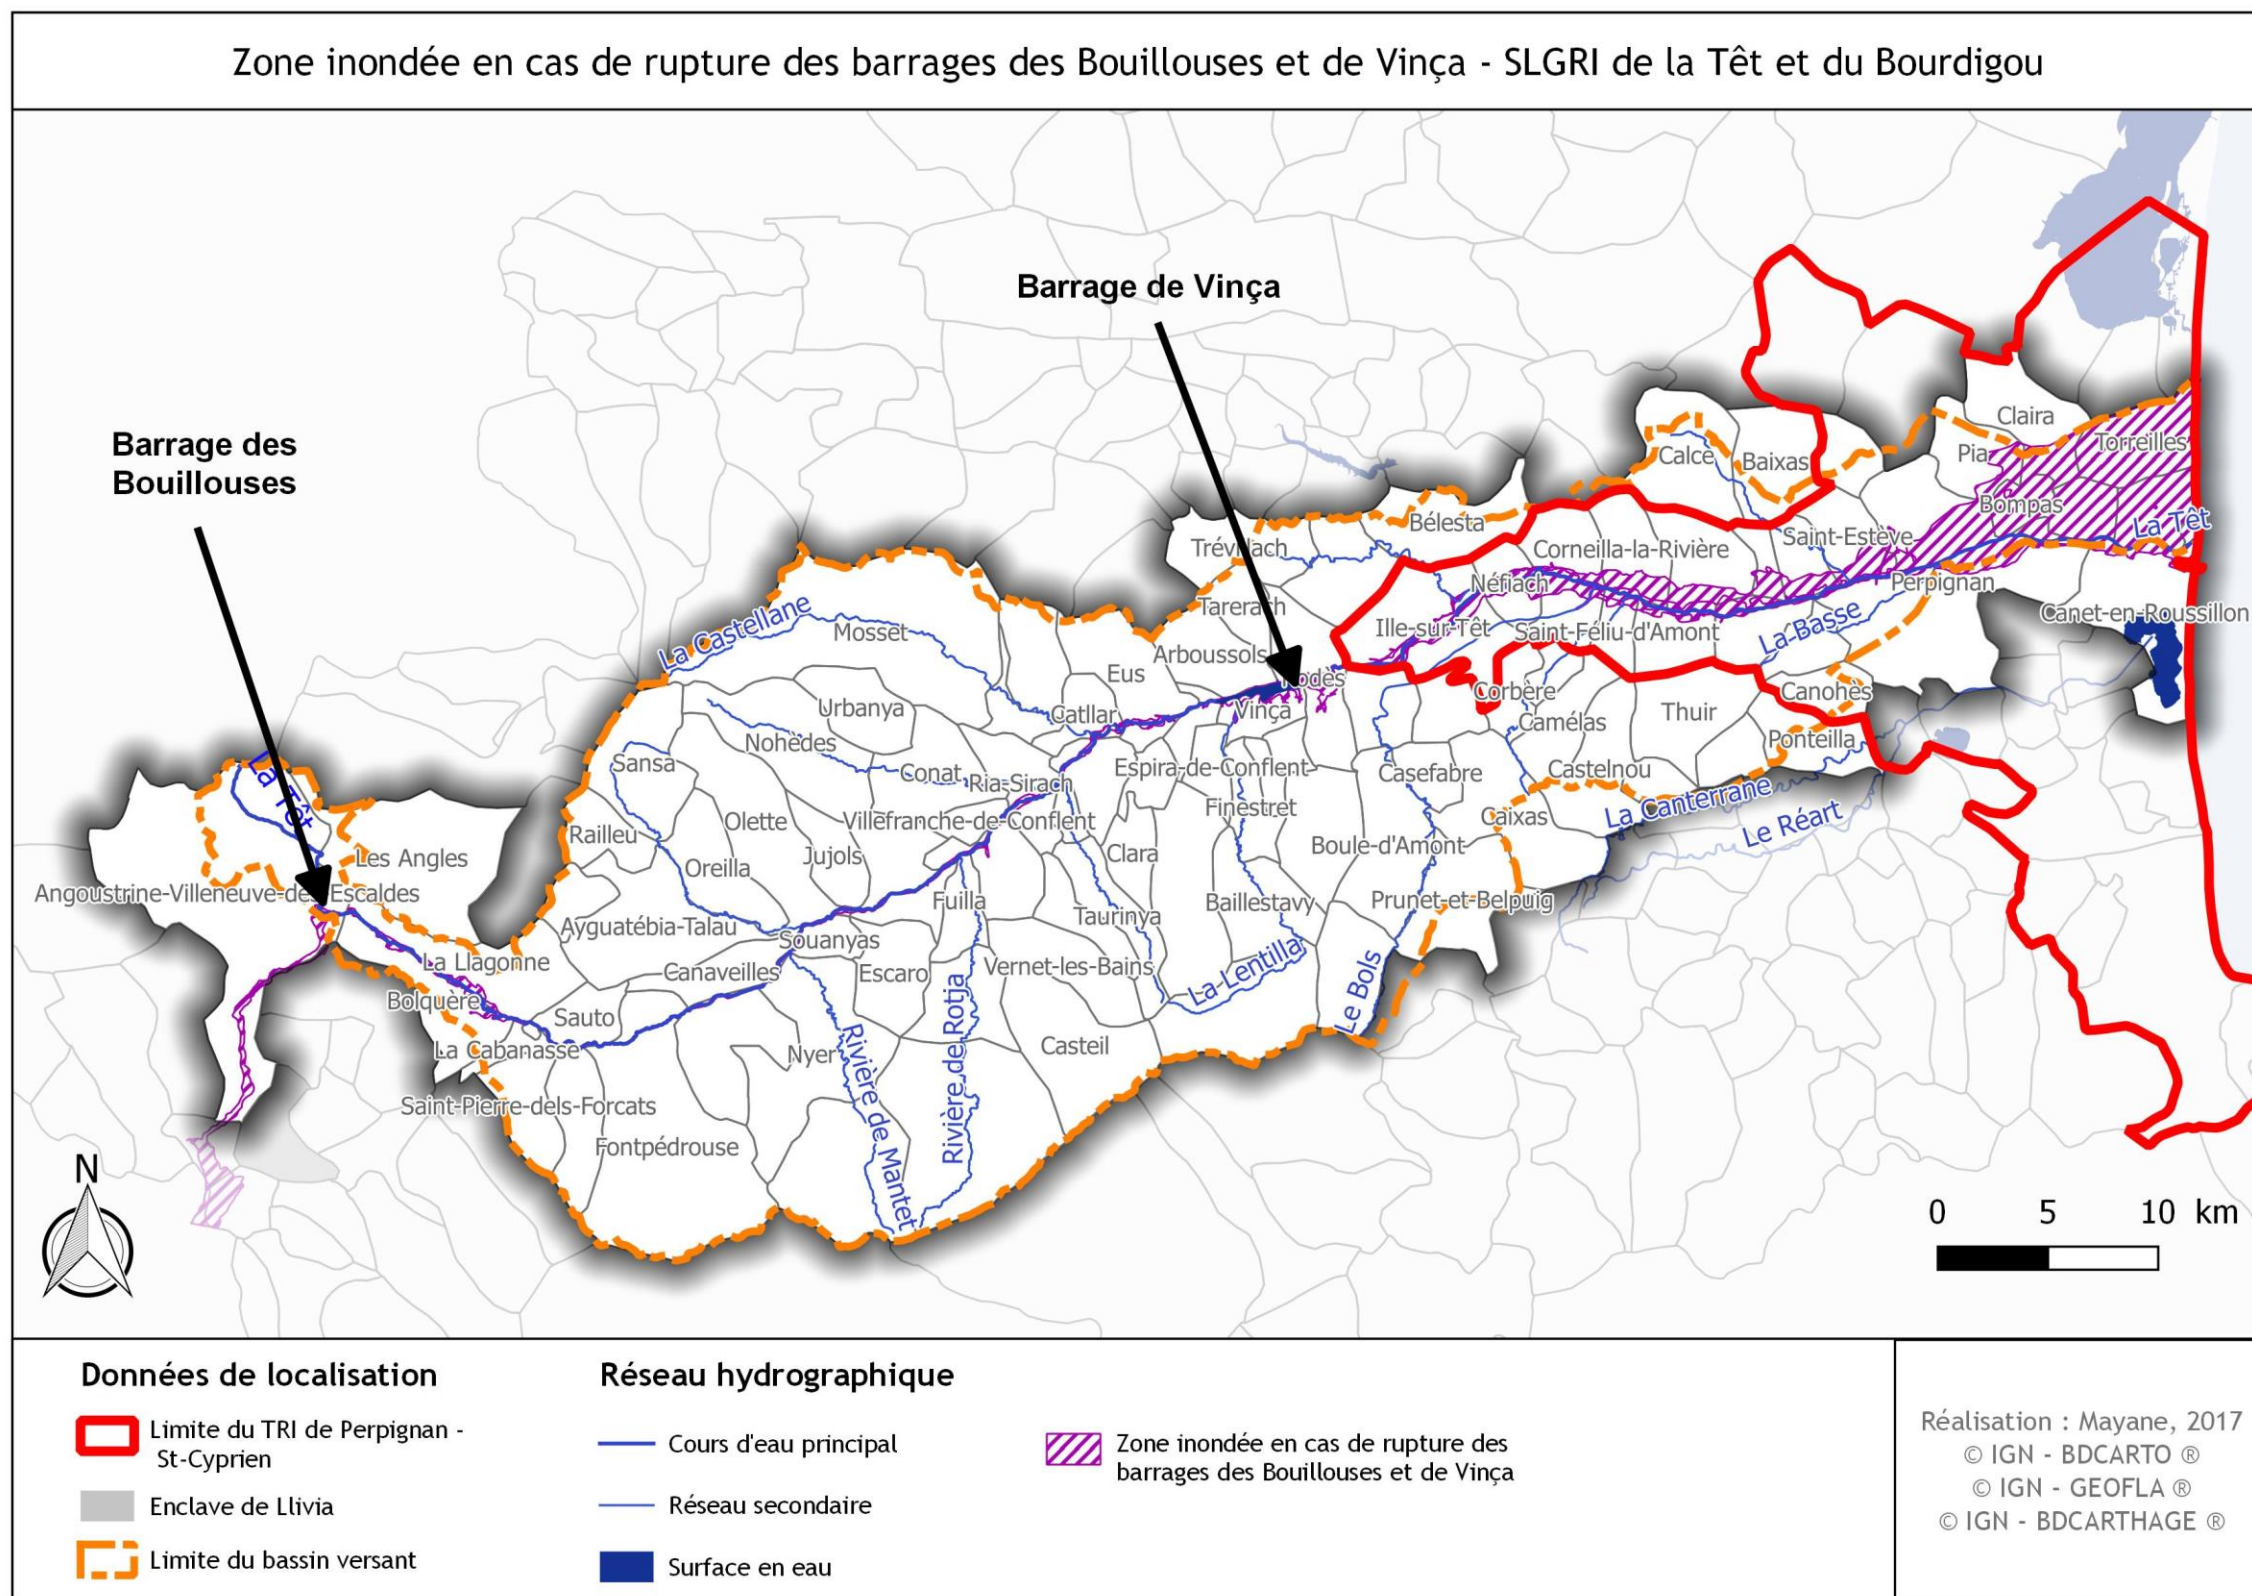 Zone inondée en cas de rupture des barrages des Bouillouses et de Vinça - SLGRI de la Têt et du Bourdigou
Barrage de Vinça
Barrage des
Bouillouses
Claira
Torreilles
Pia
Calce
Baixas
Bompas
La Têt
Bélesta
Saint-Estève
Trévillach
Corneilla-la-Rivière
Néfiach
Perpignan
Tarerach
Canet-en-Roussillon
La Castellane
Mosset
Ille-sur-Têt
Saint-Féliu-d'Amont
La Basse
Arboussols
Eus
Rodès
Corbère
Canohès
Urbanya
Catllar
Vinça
Camélas
Thuir
Nohèdes
Ponteilla
Sansa
Conat
Ria-Sirach
Espira-de-Conflent
Casefabre
Castelnou
La Têt
Finestret
La Canterrane
Railleu
Olette
Villefranche-de-Conflent
Caixas
Le Réart
Les Angles
Jujols
Clara
Boule-d'Amont
Oreilla
Angoustrine-Villeneuve-des-Escaldes
Fuilla
Taurinya
Baillestavy
Prunet-et-Belpuig
Ayguatébia-Talau
Souanyas
La Llagonne
Canaveilles
Escaro
Vernet-les-Bains
La Lentilla
Le Bols
Bolquère
Sauto
La Cabanasse
Nyer
Rivière de Mantet
Rivière de Rotja
Casteil
Saint-Pierre-dels-Forcats
Fontpédrouse
N
0 5 10 km
Données de localisation
Limite du TRI de Perpignan -
St-Cyprien
Enclave de Llivia
Limite du bassin versant
Réseau hydrographique
Cours d'eau principal
Réseau secondaire
Surface en eau
Zone inondée en cas de rupture des
barrages des Bouillouses et de Vinça
Réalisation : Mayane, 2017
© IGN - BDCARTO ®
© IGN - GEOFLA ®
© IGN - BDCARTHAGE ®